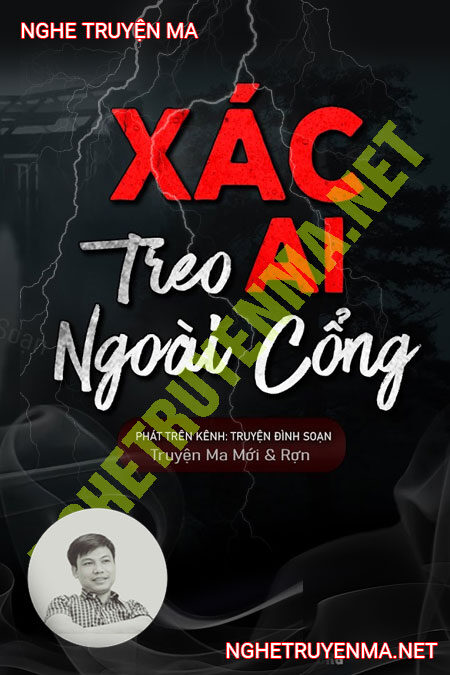 NGHE TRUYỆN MA
XÁC
Treo AI
Ngoài Cổng
NGHETRUYENMA.NET
PHÁT TRÊN KÊNH: TRUYỆN ĐÌNH SOẠN
Truyện Ma Mới & Rợn
NGHETRUYENMA.NET